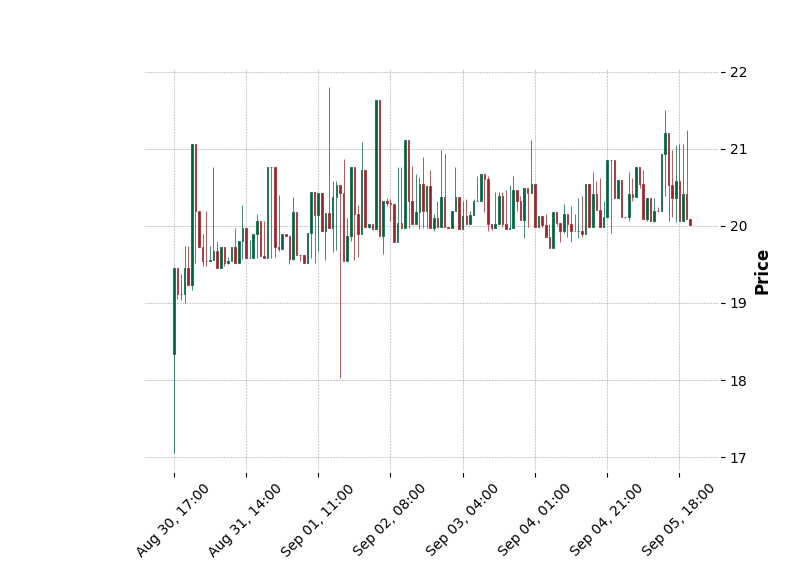 22
21
20
19
18
17
Price
Aug 30, 17:00
Aug 31, 14:00
Sep 01, 11:00
Sep 02, 08:00
Sep 03, 04:00
Sep 04, 01:00
Sep 04, 21:00
Sep 05, 18:00